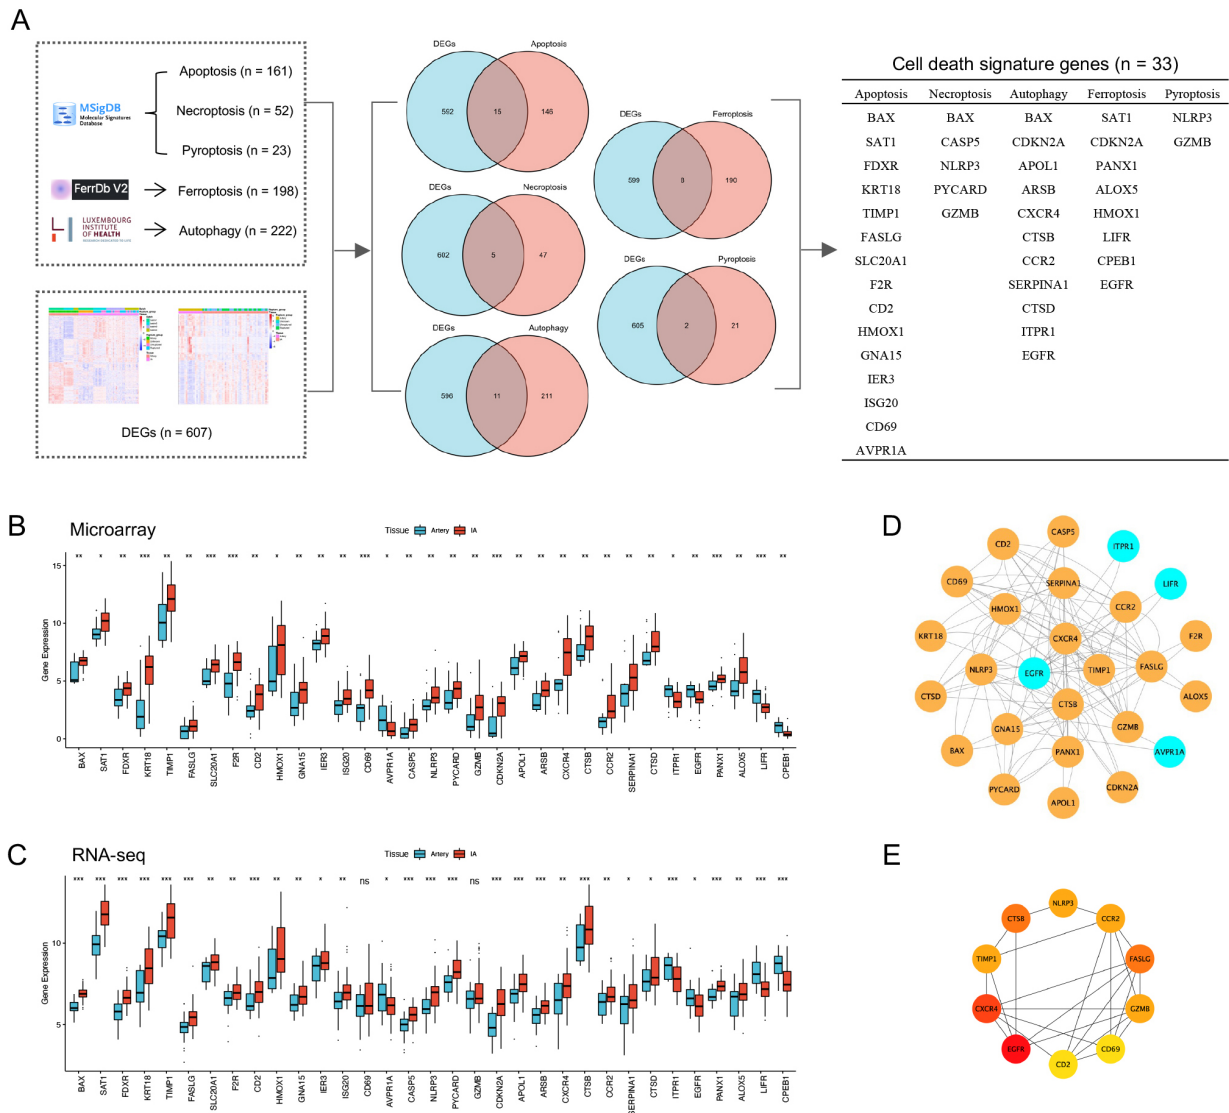 A
Apoptosis (n = 161)
MSigDB
Molecular Signatures
Database
Necroptosis (n = 52)
Pyroptosis (n = 23)
FerrDb V2
Ferroptosis (n = 198)
LUXEMBOURG
INSTITUTE
OF HEALTH
Autophagy (n = 222)
DEGs (n = 607)
DEGs Apoptosis
592 15 146
DEGs Necroptosis
602 5 47
DEGs Autophagy
596 11 211
DEGs Ferroptosis
599 8 190
DEGs Pyroptosis
605 2 21
Cell death signature genes (n = 33)
Apoptosis Necroptosis Autophagy Ferroptosis Pyroptosis
BAX BAX BAX SAT1 NLRP3
SAT1 CASP5 CDKN2A CDKN2A GZMB
FDXR NLRP3 APOL1 PANX1
KRT18 PYCARD ARSB ALOX5
TIMP1 GZMB CXCR4 HMOX1
FASLG CTSB LIFR
SLC20A1 CCR2 CPEB1
F2R SERPINA1 EGFR
CD2 CTSD
HMOX1 ITPR1
GNA15 EGFR
IER3
ISG20
CD69
AVPR1A
B
Microarray
Tissue Artery IA
** * ** *** ** ** *** *** ** * ** ** ** *** * ** ** ** ** *** ** ** ** ** ** ** ** * ** *** ** *** **
Gene Expression
15
10
5
0
BAX SAT1 FDXR KRT18 TIMP1 FASLG SLC20A1 F2R CD2 HMOX1 GNA15 IER3 ISG20 CD69 AVPR1A CASP5 NLRP3 PYCARD GZMB CDKN2A APOL1 ARSB CXCR4 CTSB CCR2 SERPINA1 CTSD ITPR1 EGFR PANX1 ALOX5 LIFR CPEB1
C
RNA-seq
Tissue Artery IA
*** *** *** *** *** *** ** ** *** ** ** * ** ns * *** *** *** ns *** *** *** ** *** ** * * *** * *** ** *** ***
Gene Expression
10
5
BAX SAT1 FDXR KRT18 TIMP1 FASLG SLC20A1 F2R CD2 HMOX1 GNA15 IER3 ISG20 CD69 AVPR1A CASP5 NLRP3 PYCARD GZMB CDKN2A APOL1 ARSB CXCR4 CTSB CCR2 SERPINA1 CTSD ITPR1 EGFR PANX1 ALOX5 LIFR CPEB1
D
CASP5
CD2
ITPR1
CD69
SERPINA1
LIFR
HMOX1
CCR2
KRT18
CXCR4
F2R
NLRP3
EGFR
TIMP1
FASLG
CTSD
CTSB
ALOX5
GNA15
GZMB
BAX
PANX1
AVPR1A
PYCARD
APOL1
CDKN2A
E
NLRP3
CTSB
CCR2
TIMP1
FASLG
CXCR4
GZMB
EGFR
CD69
CD2